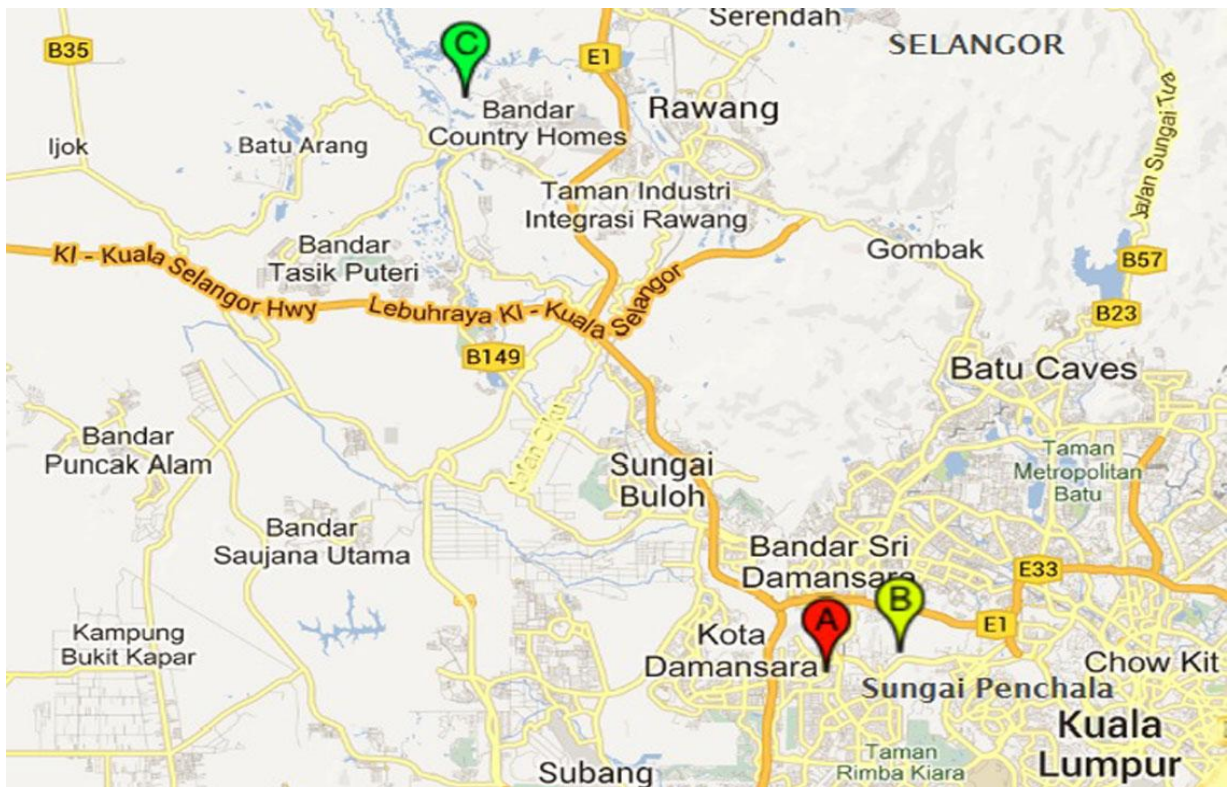 Serendah
SELANGOR
B35
C
E1
Jalan Sungai Tua
Bandar
Country Homes
Rawang
Ijok
Batu Arang
Taman Industri
Integrasi Rawang
Bandar
Tasik Puteri
Gombak
B57
Kl - Kuala Selangor Hwy
Lebuhraya Kl - Kuala Selangor
B23
B149
Batu Caves
Bandar
Puncak Alam
Sungai
Buloh
Taman
Metropolitan
Batu
Bandar
Saujana Utama
Bandar Sri
Damansara
E33
A
B
E1
Kampung
Bukit Kapar
Kota
Damansara
Chow Kit
Sungai Penchala
Kuala
Lumpur
Subang
Taman
Rimba Kiara